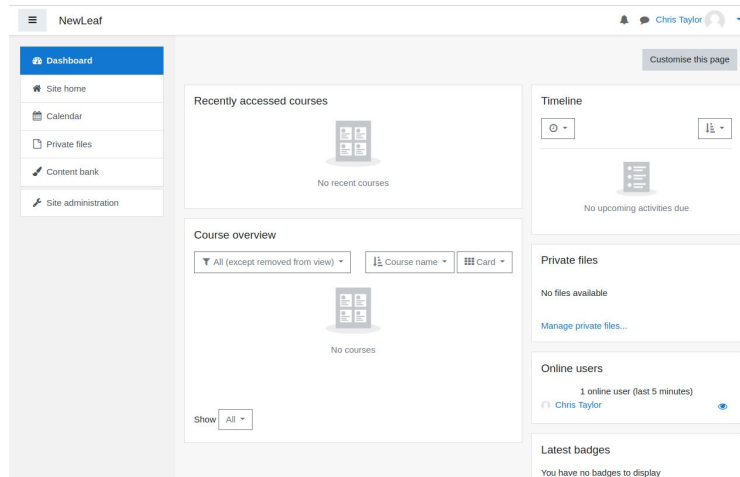 NewLeaf
Chris Taylor
Dashboard
Site home
Calendar
Private files
Content bank
Site administration
Customise this page
Recently accessed courses
No recent courses
Course overview
All (except removed from view)
Course name
Card
No courses
Show
All
Timeline
No upcoming activities due
Private files
No files available
Manage private files...
Online users
1 online user (last 5 minutes)
Chris Taylor
Latest badges
You have no badges to display